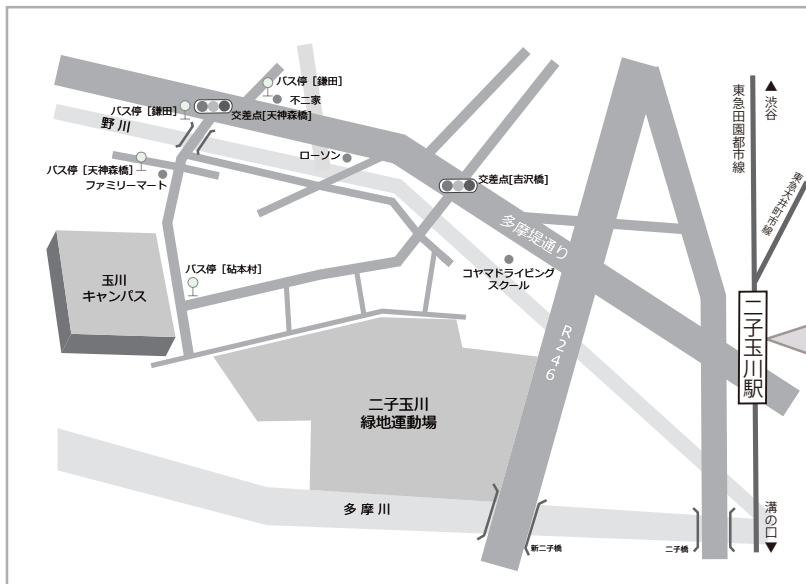 バス停［鎌田］
不二家
バス停［鎌田］
交差点[天神森橋]
野川
ローソン
バス停［天神森橋］
ファミリーマート
交差点[吉沢橋]
多摩堤通り
コヤマドライビング
スクール
バス停［砧本村］
玉川
キャンパス
二子玉川
緑地運動場
R246
多摩川
新二子橋
二子橋
東急田園都市線
▲渋谷
東急大井町市線
二子玉川駅
溝の口▼